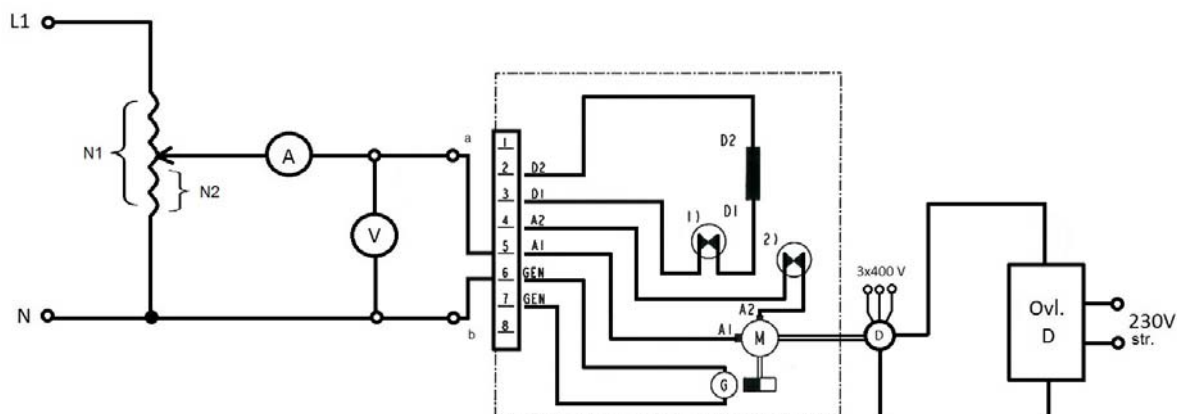 L1
N1
N2
A
V
N
a
b
1
2
3
4
5
6
7
8
D2
D1
A2
A1
GEN
GEN
D2
D1
1)
2)
A2
A1
M
G
3x400 V
D
Ovl.
D
230V
str.